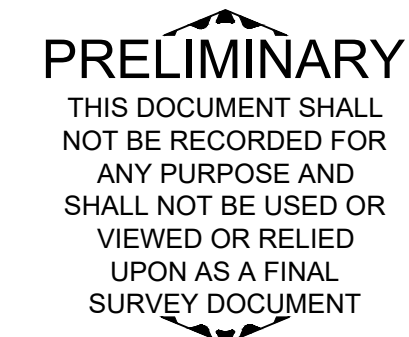 PRELIMINARY
THIS DOCUMENT SHALL
NOT BE RECORDED FOR
ANY PURPOSE AND
SHALL NOT BE USED OR
VIEWED OR RELIED
UPON AS A FINAL
SURVEY DOCUMENT